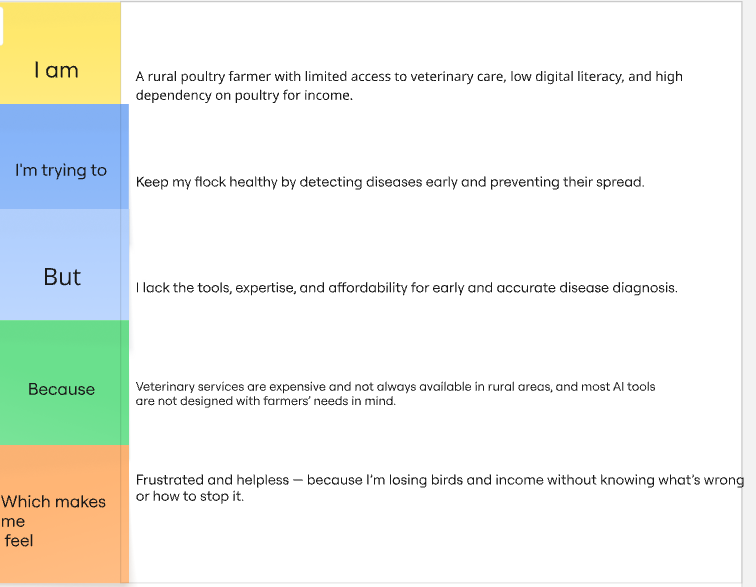 I am
A rural poultry farmer with limited access to veterinary care, low digital literacy, and high
dependency on poultry for income.
I'm trying to
Keep my flock healthy by detecting diseases early and preventing their spread.
But
I lack the tools, expertise, and affordability for early and accurate disease diagnosis.
Because
Veterinary services are expensive and not always available in rural areas, and most AI tools
are not designed with farmers’ needs in mind.
Which makes
me
feel
Frustrated and helpless — because I’m losing birds and income without knowing what’s wrong
or how to stop it.